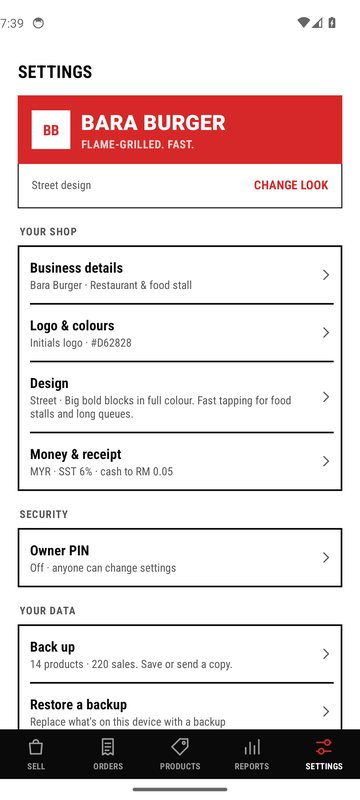 7:39
SETTINGS
BB
BARA BURGER
FLAME-GRILLED. FAST.
Street design
CHANGE LOOK
YOUR SHOP
Business details
Bara Burger · Restaurant & food stall
Logo & colours
Initials logo · #D62828
Design
Street · Big bold blocks in full colour. Fast tapping for food
stalls and long queues.
Money & receipt
MYR · SST 6% · cash to RM 0.05
SECURITY
Owner PIN
Off · anyone can change settings
YOUR DATA
Back up
14 products · 220 sales. Save or send a copy.
Restore a backup
Replace what's on this device with a backup
SELL
ORDERS
PRODUCTS
REPORTS
SETTINGS